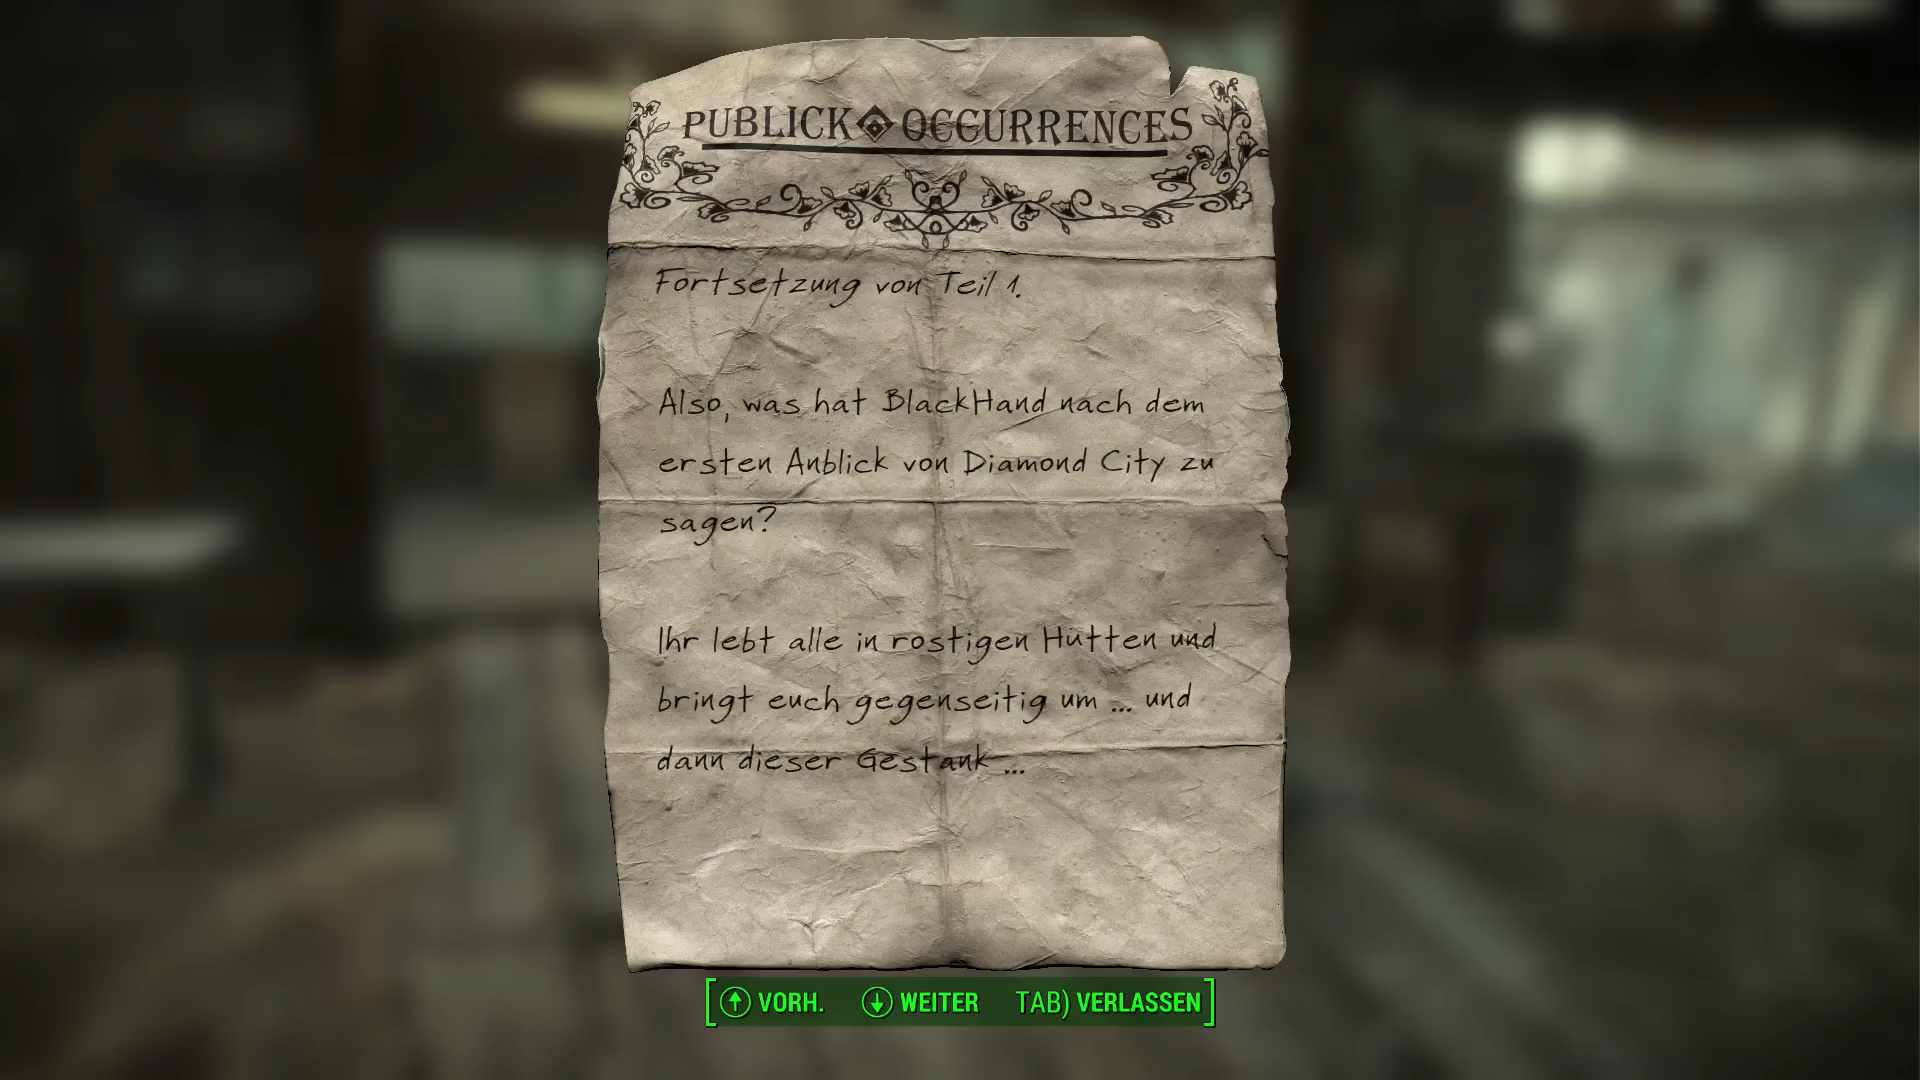 PUBLICK OCCURRENCES
Fortsetzung von Teil 1.
Also, was hat BlackHand nach dem
ersten Anblick von Diamond City zu
sagen?
Ihr lebt alle in rostigen Hütten und
bringt euch gegenseitig um ... und
dann dieser Gestank ...
VORH. WEITER TAB) VERLASSEN